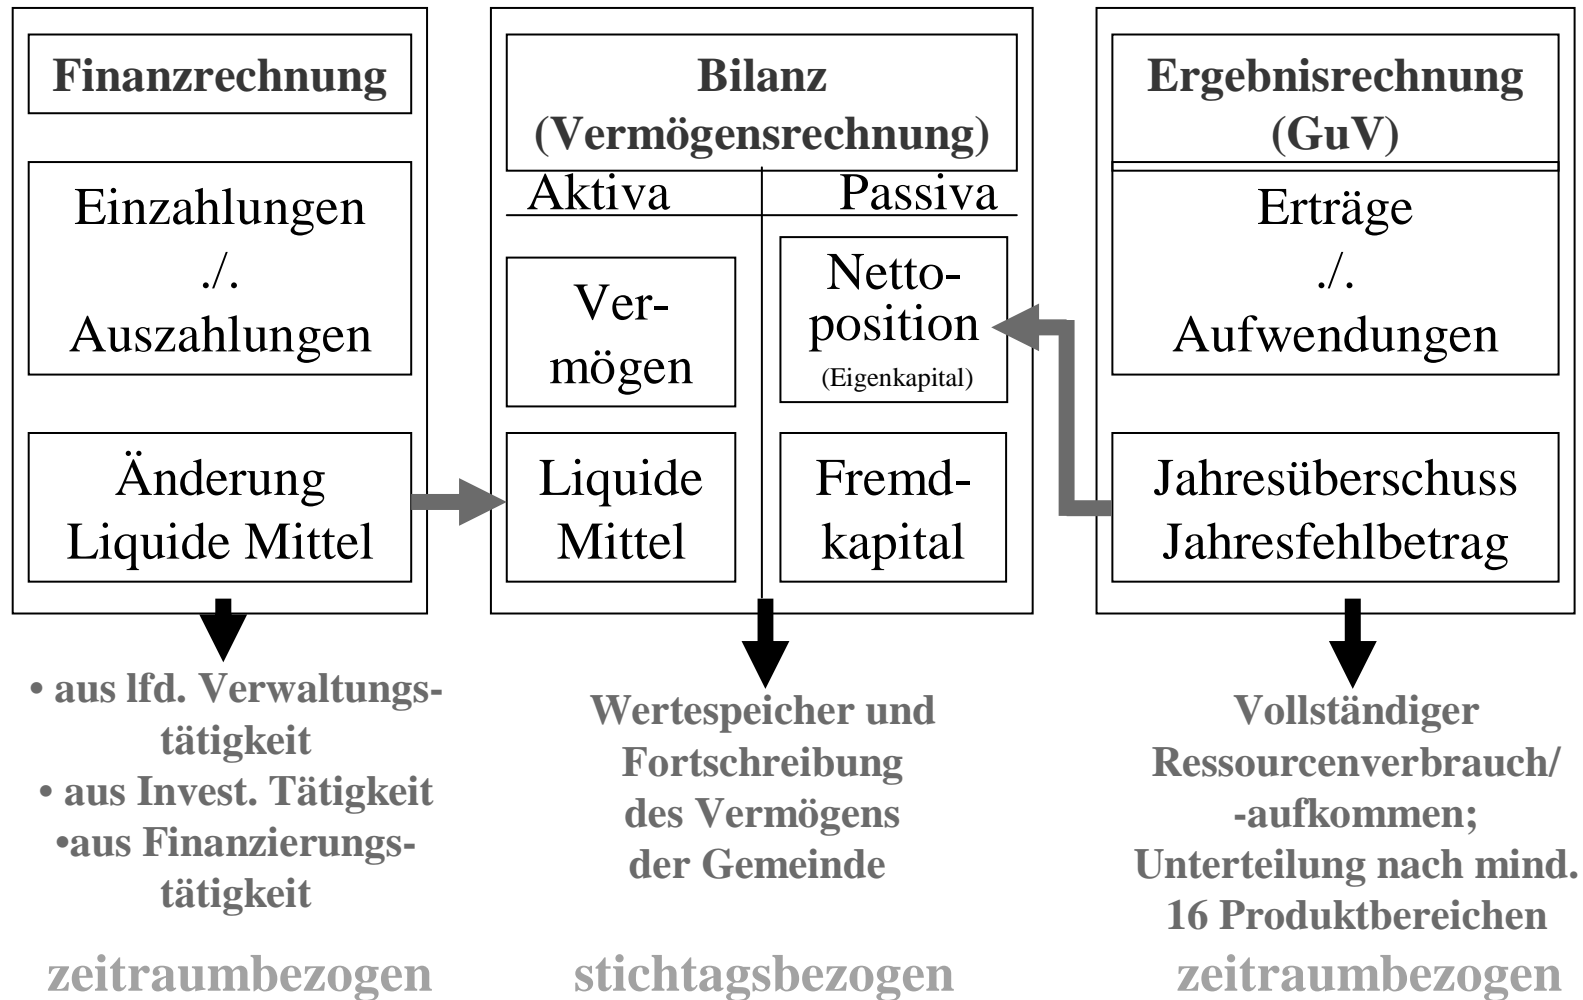 Finanzrechnung
Einzahlungen
./.
Auszahlungen
Änderung
Liquide Mittel
• aus lfd. Verwaltungs-
tätigkeit
• aus Invest. Tätigkeit
•aus Finanzierungs-
tätigkeit
zeitraumbezogen
Bilanz
(Vermögensrechnung)
Aktiva
Passiva
Ver-
mögen
Netto-
position
(Eigenkapital)
Liquide
Mittel
Fremd-
kapital
Wertespeicher und
Fortschreibung
des Vermögens
der Gemeinde
stichtagsbezogen
Ergebnisrechnung
(GuV)
Erträge
./.
Aufwendungen
Jahresüberschuss
Jahresfehlbetrag
Vollständiger
Ressourcenverbrauch/
-aufkommen;
Unterteilung nach mind.
16 Produktbereichen
zeitraumbezogen